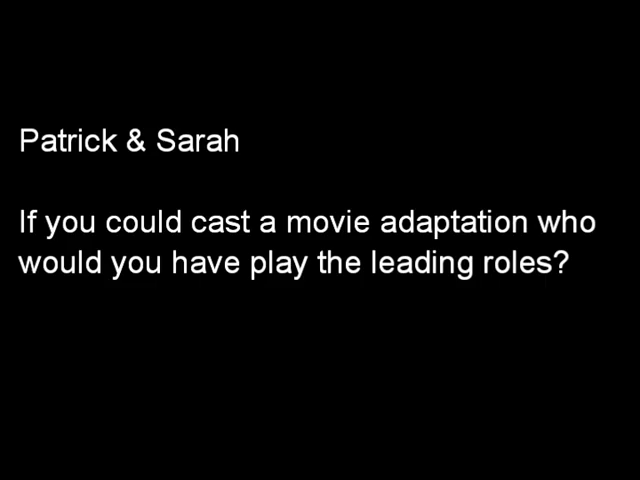 Patrick & Sarah
If you could cast a movie adaptation who
would you have play the leading roles?